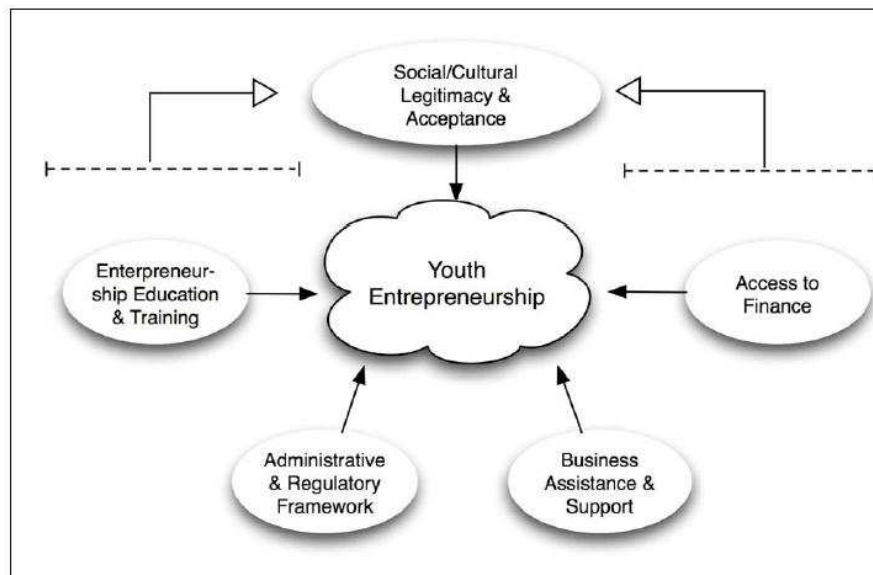 Social/Cultural
Legitimacy &
Acceptance
Youth
Entrepreneurship
Enterpreneur-
ship Education
& Training
Access to
Finance
Administrative
& Regulatory
Framework
Business
Assistance &
Support